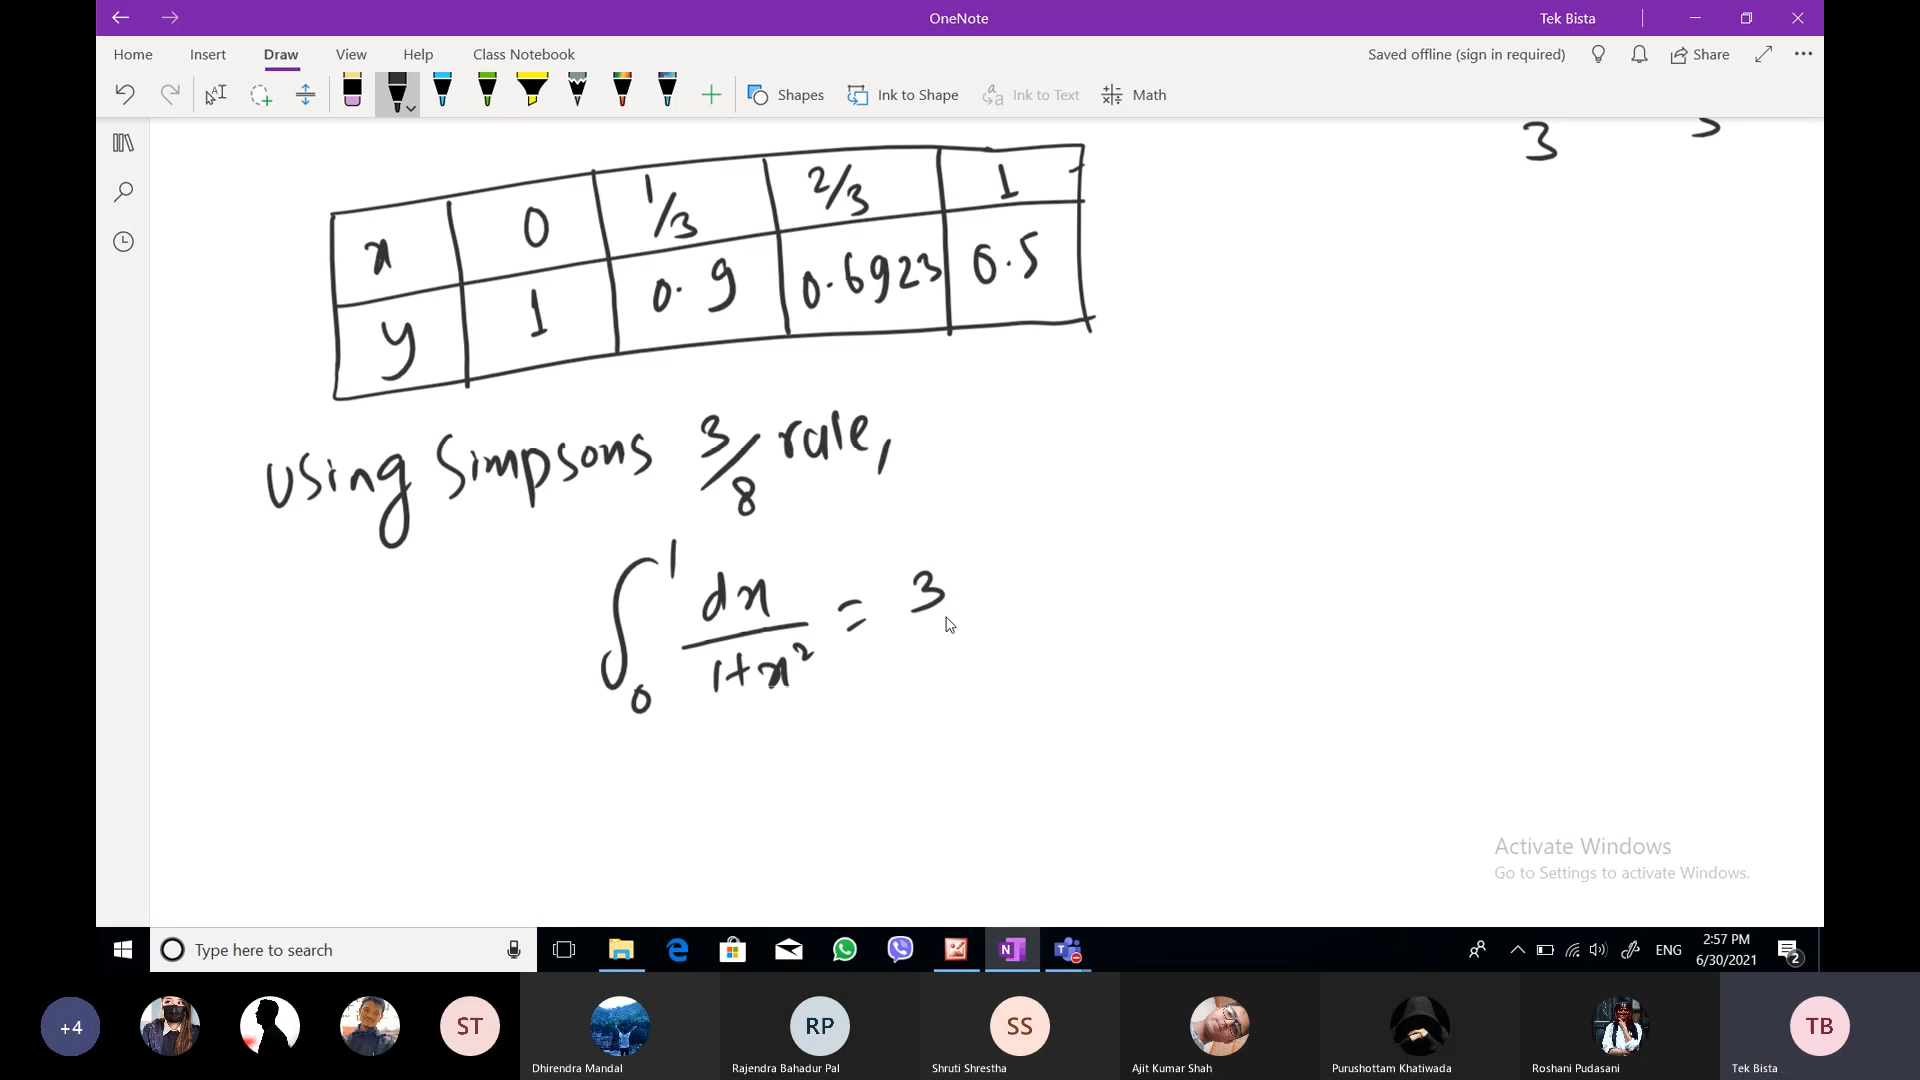 OneNote
Tek Bista
Home Insert Draw View Help Class Notebook
Saved offline (sign in required)
Share
Shapes
Ink to Shape
Ink to Text
Math
3
x 0 1/3 2/3 1
y 1 0.9 0.6923 0.5
Using Simpsons 3/8 rule,
∫₀¹ dx/(1+x²) = 3
Activate Windows
Go to Settings to activate Windows.
Type here to search
ENG
2:57 PM
6/30/2021
2
+4
ST
RP
SS
TB
Dhirendra Mandal
Rajendra Bahadur Pal
Shruti Shrestha
Ajit Kumar Shah
Purushottam Khatiwada
Roshani Pudasani
Tek Bista